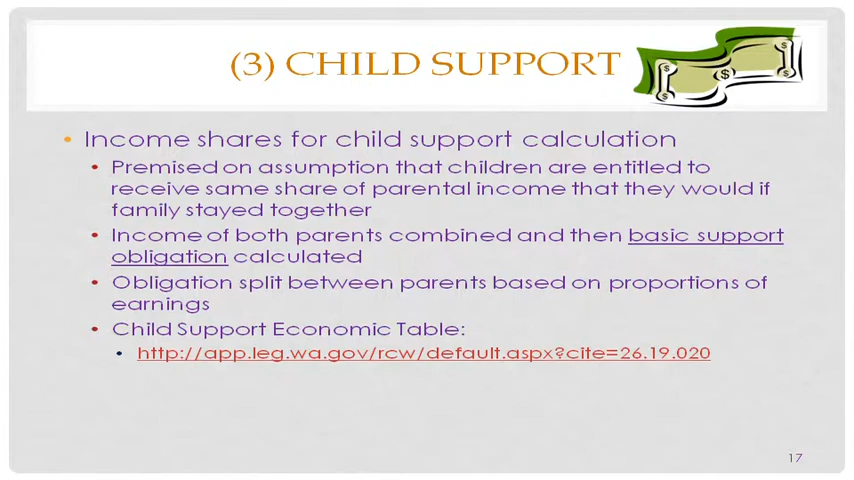 (3) CHILD SUPPORT
• Income shares for child support calculation
• Premised on assumption that children are entitled to
receive same share of parental income that they would if
family stayed together
• Income of both parents combined and then basic support
obligation calculated
• Obligation split between parents based on proportions of
earnings
• Child Support Economic Table:
• http://app.leg.wa.gov/rcw/default.aspx?cite=26.19.020
17